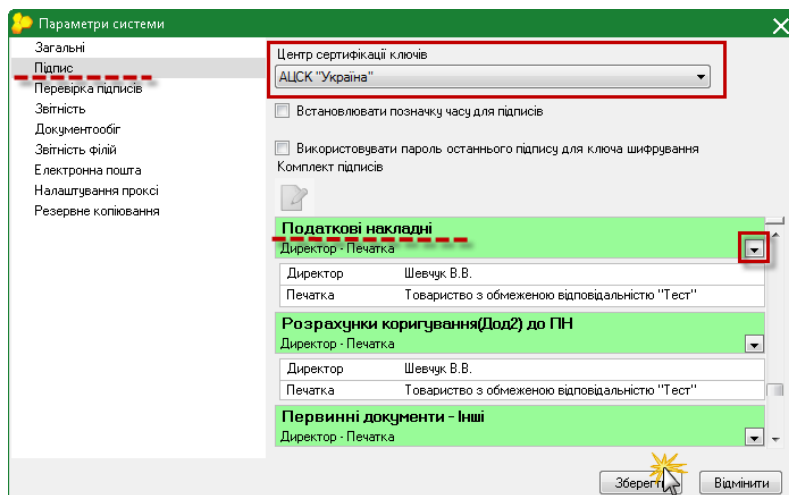 Параметри системи
Загальні
Підпис
Перевірка підписів
Звітність
Документообіг
Звітність філій
Електронна пошта
Налаштування проксі
Резервне копіювання
Центр сертифікації ключів
АЦСК "Україна"
Встановлювати позначку часу для підписів
Використовувати пароль останнього підпису для ключа шифрування
Комплект підписів
Податкові накладні
Директор - Печатка
Директор Шевчук В.В.
Печатка Товариство з обмеженою відповідальністю "Тест"
Розрахунки коригування(Дод2) до ПН
Директор - Печатка
Директор Шевчук В.В.
Печатка Товариство з обмеженою відповідальністю "Тест"
Первинні документи - Інші
Директор - Печатка
Зберегти Відмінити